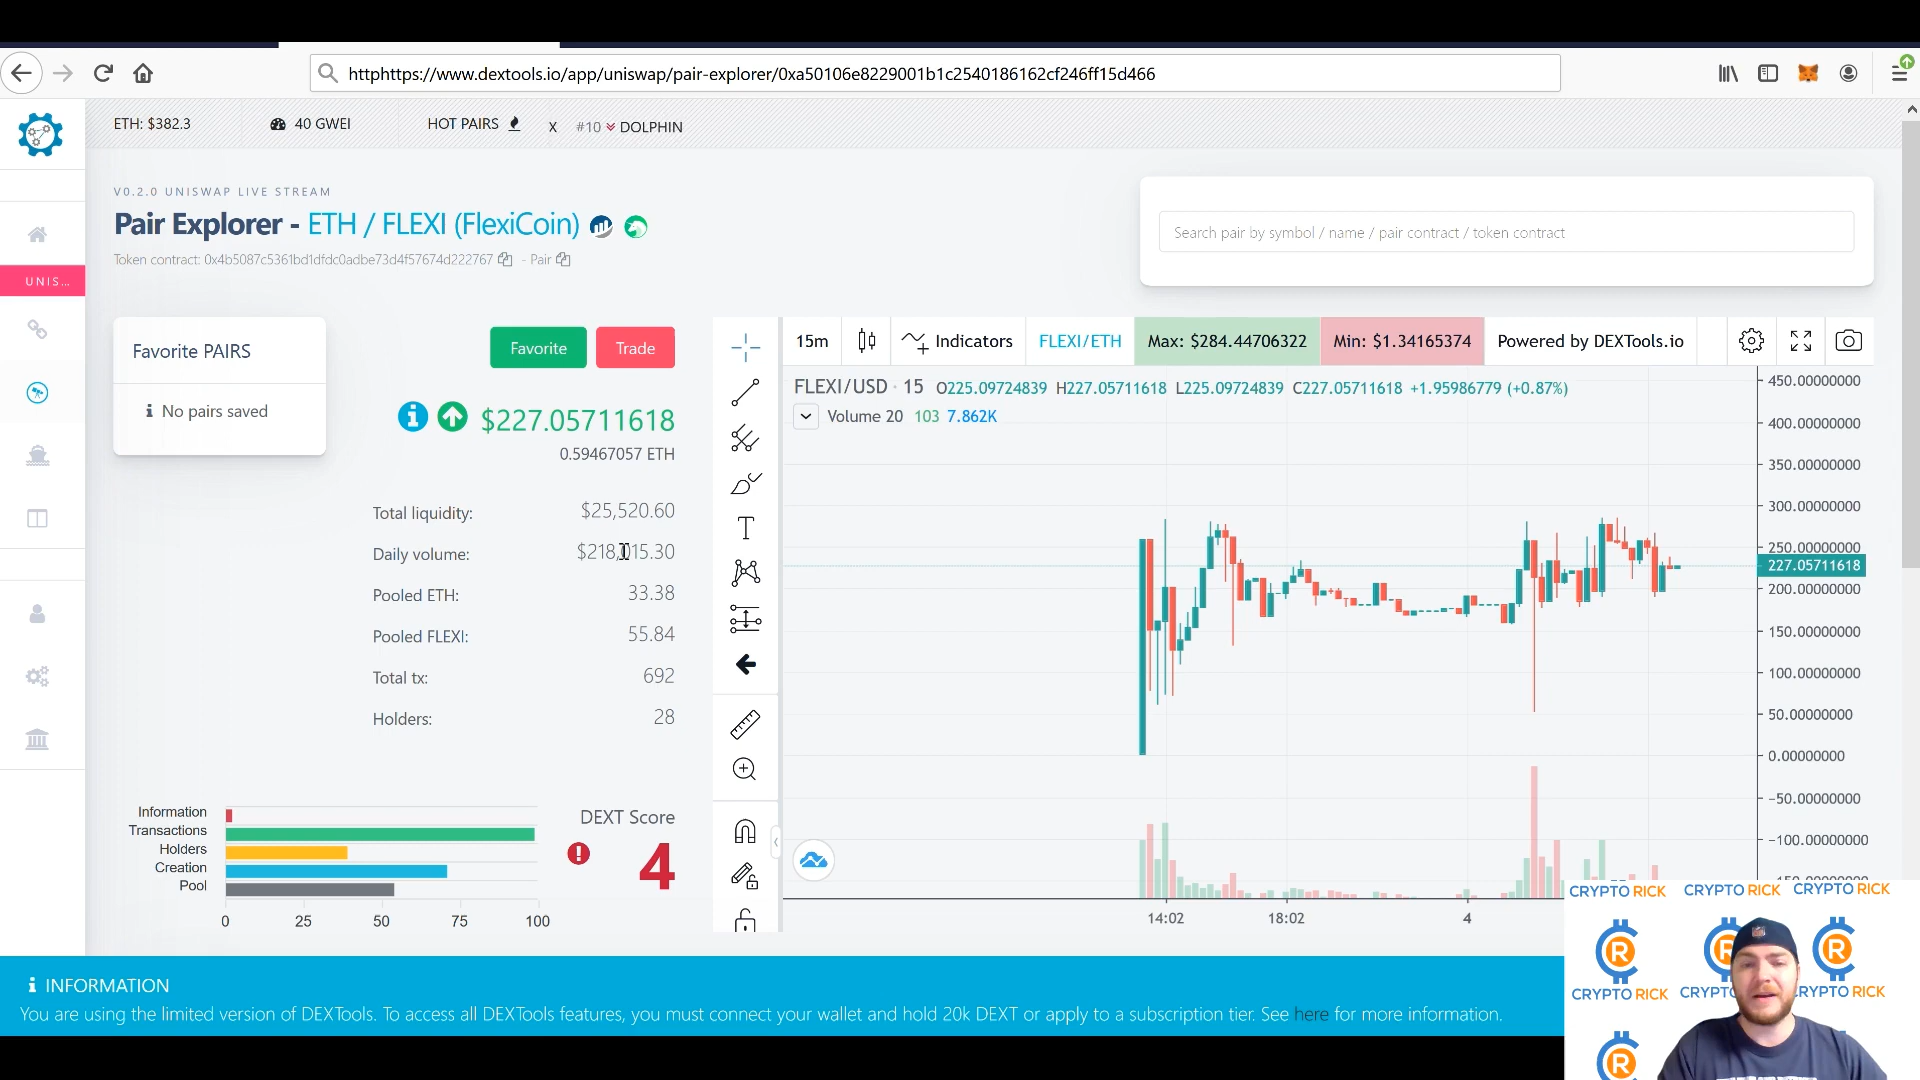 httphttps://www.dextools.io/app/uniswap/pair-explorer/0xa50106e8229001b1c2540186162cf246ff15d466
ETH: $382.3
40 GWEI
HOT PAIRS
X #10 DOLPHIN
V0.2.0 UNISWAP LIVE STREAM
Pair Explorer - ETH / FLEXI (FlexiCoin)
Token contract: 0x4b5087c5361bd1dfdc0adbe73d4f57674d222767 - Pair
Search pair by symbol / name / pair contract / token contract
UNIS...
Favorite PAIRS
No pairs saved
Favorite
Trade
$227.05711618
0.59467057 ETH
Total liquidity: $25,520.60
Daily volume: $218,015.30
Pooled ETH: 33.38
Pooled FLEXI: 55.84
Total tx: 692
Holders: 28
Information
Transactions
Holders
Creation
Pool
0 25 50 75 100
DEXT Score
4
15m
Indicators
FLEXI/ETH
Max: $284.44706322
Min: $1.34165374
Powered by DEXTools.io
FLEXI/USD · 15 O225.09724839 H227.05711618 L225.09724839 C227.05711618 +1.95986779 (+0.87%)
Volume 20 103 7.862K
T
450.00000000
400.00000000
350.00000000
300.00000000
250.00000000
227.05711618
200.00000000
150.00000000
100.00000000
50.00000000
0.00000000
-50.00000000
-100.00000000
14:02 18:02 4
INFORMATION
You are using the limited version of DEXTools. To access all DEXTools features, you must connect your wallet and hold 20k DEXT or apply to a subscription tier. See here for more information.
CRYPTO RICK CRYPTO RICK CRYPTO RICK
R R R
CRYPTO RICK CRYPTO RICK
R